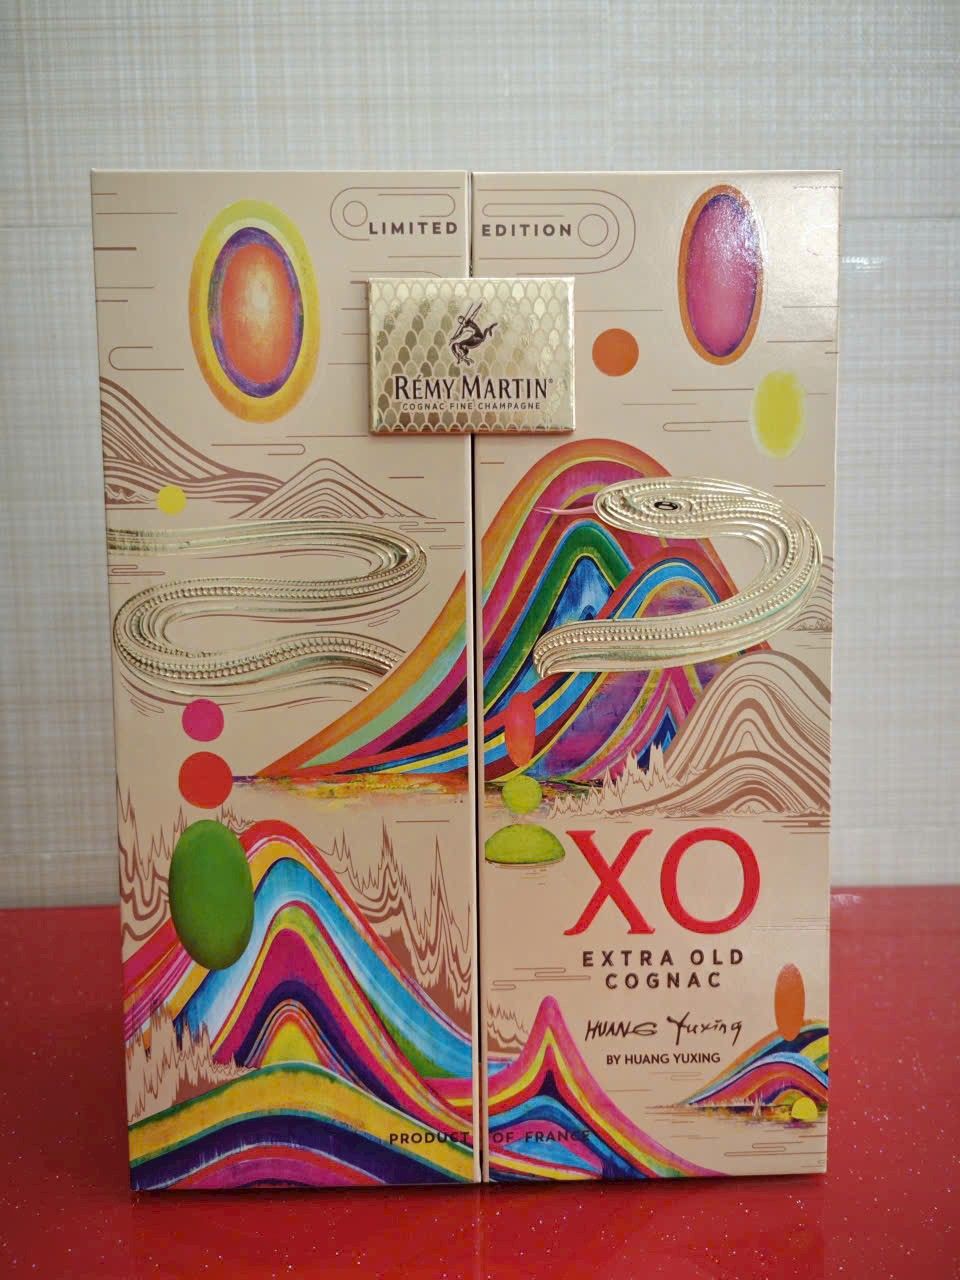 LIMITED EDITION
RÉMY MARTIN®
COGNAC FINE CHAMPAGNE
XO
EXTRA OLD
COGNAC
HUANG Yuxing
BY HUANG YUXING
PRODUCT OF FRANCE